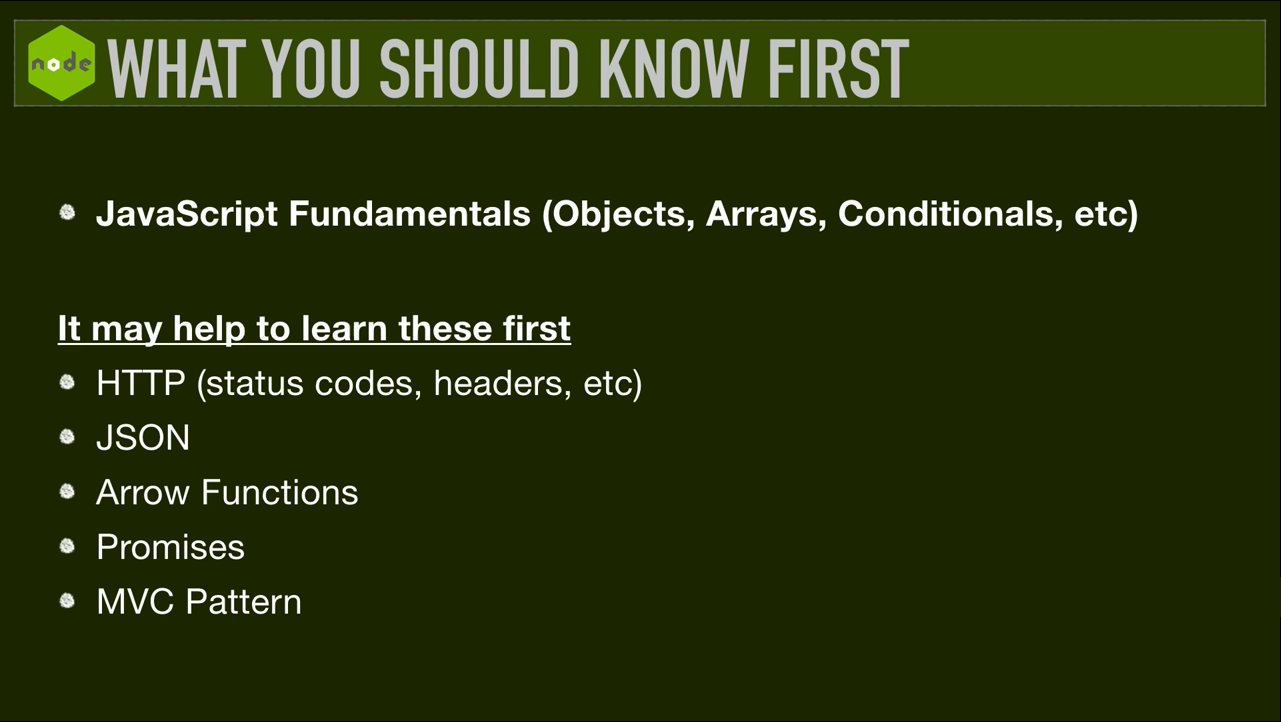 node
WHAT YOU SHOULD KNOW FIRST
JavaScript Fundamentals (Objects, Arrays, Conditionals, etc)
It may help to learn these first
HTTP (status codes, headers, etc)
JSON
Arrow Functions
Promises
MVC Pattern